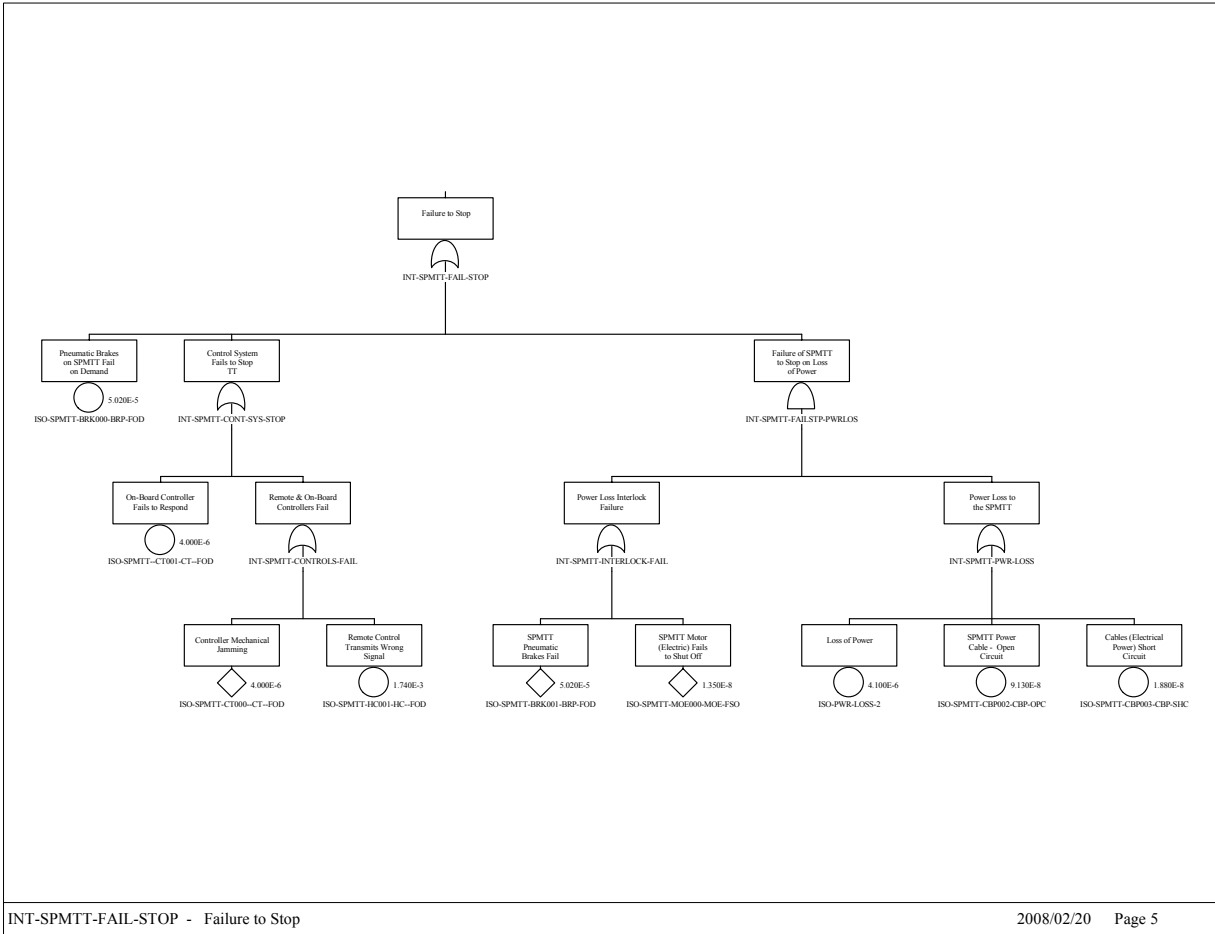 Failure to Stop
INT-SPMTT-FAIL-STOP
Pneumatic Brakes
on SPMTT Fail
on Demand
5.020E-5
ISO-SPMTT-BRK000-BRP-FOD
Control System
Fails to Stop
TT
INT-SPMTT-CONT-SYS-STOP
Failure of SPMTT
to Stop on Loss
of Power
INT-SPMTT-FAILSTP-PWRLOS
On-Board Controller
Fails to Respond
4.000E-6
ISO-SPMTT--CT001-CT--FOD
Remote & On-Board
Controllers Fail
INT-SPMTT-CONTROLS-FAIL
Power Loss Interlock
Failure
INT-SPMTT-INTERLOCK-FAIL
Power Loss to
the SPMTT
INT-SPMTT-PWR-LOSS
Controller Mechanical
Jamming
4.000E-6
ISO-SPMTT-CT000--CT--FOD
Remote Control
Transmits Wrong
Signal
1.740E-3
ISO-SPMTT-HC001-HC--FOD
SPMTT
Pneumatic
Brakes Fail
5.020E-5
ISO-SPMTT-BRK001-BRP-FOD
SPMTT Motor
(Electric) Fails
to Shut Off
1.350E-8
ISO-SPMTT-MOE000-MOE-FSO
Loss of Power
4.100E-6
ISO-PWR-LOSS-2
SPMTT Power
Cable - Open
Circuit
9.130E-8
ISO-SPMTT-CBP002-CBP-OPC
Cables (Electrical
Power) Short
Circuit
1.880E-8
ISO-SPMTT-CBP003-CBP-SHC
INT-SPMTT-FAIL-STOP - Failure to Stop
2008/02/20 Page 5